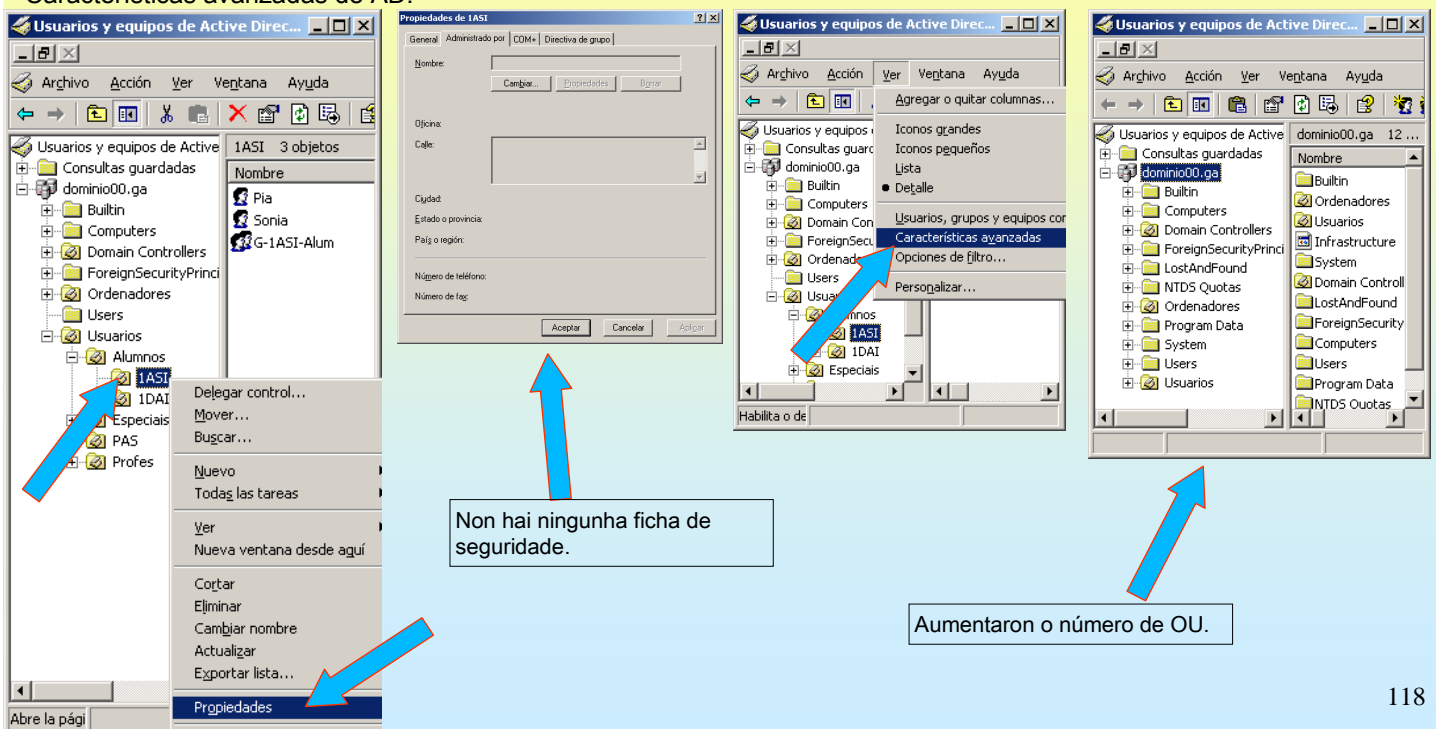 Características avanzadas de AD.
Usuarios y equipos de Active Direc...
Archivo Acción Ver Ventana Ayuda
Usuarios y equipos de Active
Consultas guardadas
dominio00.ga
Builtin
Computers
Domain Controllers
ForeignSecurityPrinci
Ordenadores
Users
Usuarios
Alumnos
1ASI
1DAI
Especiais
PAS
Profes
Abre la pági
1ASI 3 objetos
Nombre
Pia
Sonia
G-1ASI-Alum
Delegar control...
Mover...
Buscar...
Nuevo
Todas las tareas
Ver
Nueva ventana desde aquí
Cortar
Eliminar
Cambiar nombre
Actualizar
Exportar lista...
Propiedades
Propiedades de 1ASI
General Administrado por COM+ Directiva de grupo
Nombre:
Cambiar... Propiedades Borrar
Oficina:
Calle:
Ciudad:
Estado o provincia:
País o región:
Número de teléfono:
Número de fax:
Aceptar Cancelar Aplicar
Non hai ningunha ficha de
seguridade.
Usuarios y equipos de Active Direc...
Archivo Acción Ver Ventana Ayuda
Usuarios y equipos
Consultas guarc
dominio00.ga
Builtin
Computers
Domain Con
ForeignSecu
Ordenad
Users
Usua
mnos
1ASI
1DAI
Especiais
Habilita o de
Agregar o quitar columnas...
Iconos grandes
Iconos pequeños
Lista
Detalle
Usuarios, grupos y equipos cor
Características avanzadas
Opciones de filtro...
Personalizar...
Usuarios y equipos de Active Direc...
Archivo Acción Ver Ventana Ayuda
Usuarios y equipos de Active
Consultas guardadas
dominio00.ga
Builtin
Computers
Domain Controllers
ForeignSecurityPrinci
LostAndFound
NTDS Quotas
Ordenadores
Program Data
System
Users
Usuarios
dominio00.ga 12 ...
Nombre
Builtin
Ordenadores
Usuarios
Infrastructure
System
Domain Controll
LostAndFound
ForeignSecurity
Computers
Users
Program Data
NTDS Quotas
Aumentaron o número de OU.
118